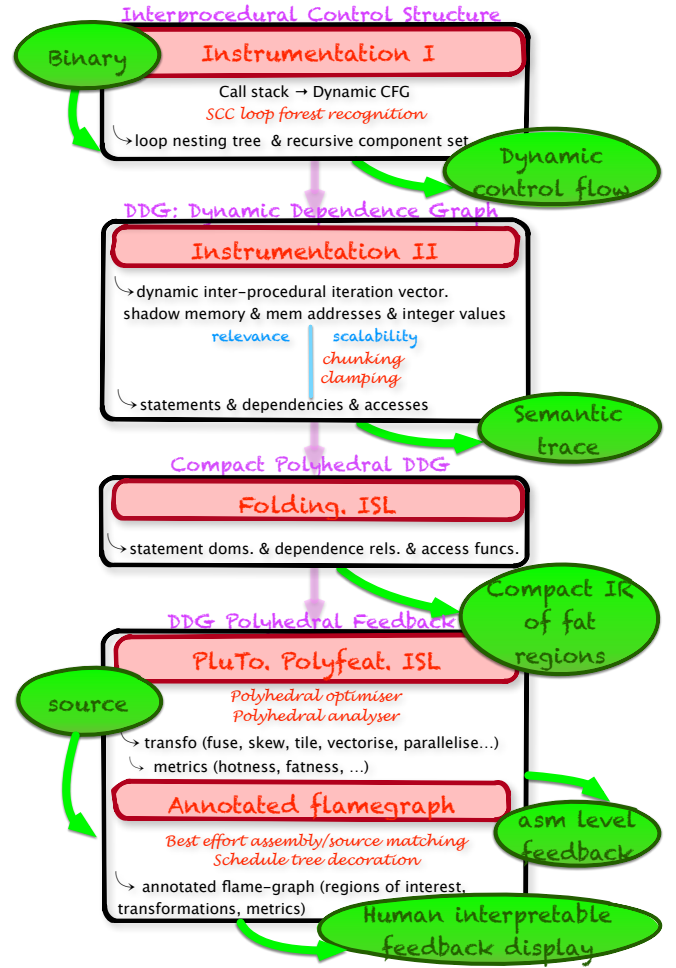 Interprocedural Control Structure
Binary
Instrumentation I
Call stack → Dynamic CFG
SCC loop forest recognition
loop nesting tree & recursive component set
Dynamic
control flow
DDG: Dynamic Dependence Graph
Instrumentation II
dynamic inter-procedural iteration vector.
shadow memory & mem addresses & integer values
relevance
scalability
chunking
clamping
statements & dependencies & accesses
Semantic
trace
Compact Polyhedral DDG
Folding. ISL
statement doms. & dependence rels. & access funcs.
Compact IR
of fat
regions
DDG Polyhedral Feedback
PluTo. Polyfeat. ISL
source
Polyhedral optimiser
Polyhedral analyser
transfo (fuse, skew, tile, vectorise, parallelise…)
metrics (hotness, fatness, …)
Annotated flamegraph
asm level
feedback
Best effort assembly/source matching
Schedule tree decoration
annotated flame-graph (regions of interest,
transformations, metrics)
Human interpretable
feedback display